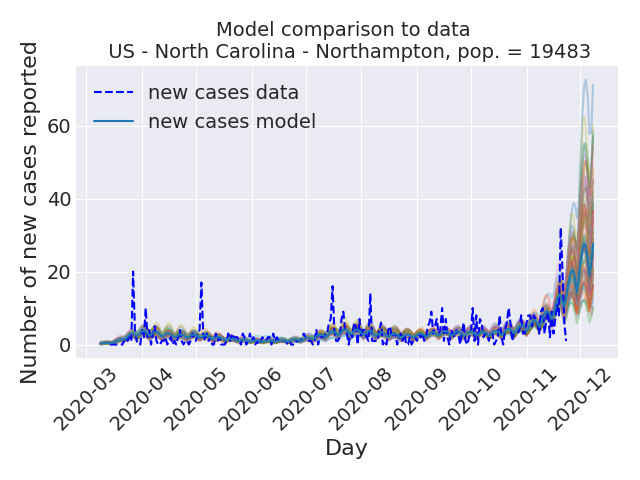 Model comparison to data
US - North Carolina - Northampton, pop. = 19483
Number of new cases reported
new cases data
new cases model
60
40
20
0
2020-03
2020-04
2020-05
2020-06
2020-07
2020-08
2020-09
2020-10
2020-11
2020-12
Day